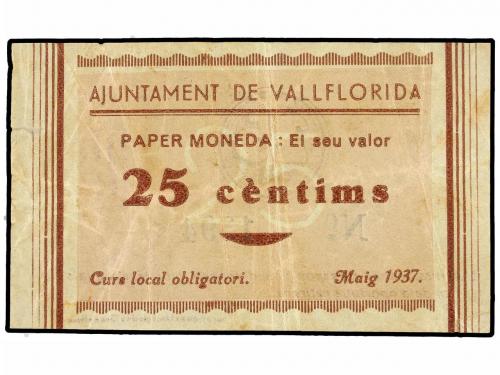 AJUNTAMENT DE VALLFLORIDA
PAPER MONEDA: El seu valor
25 cèntims
Curs local obligatori. Maig 1937.